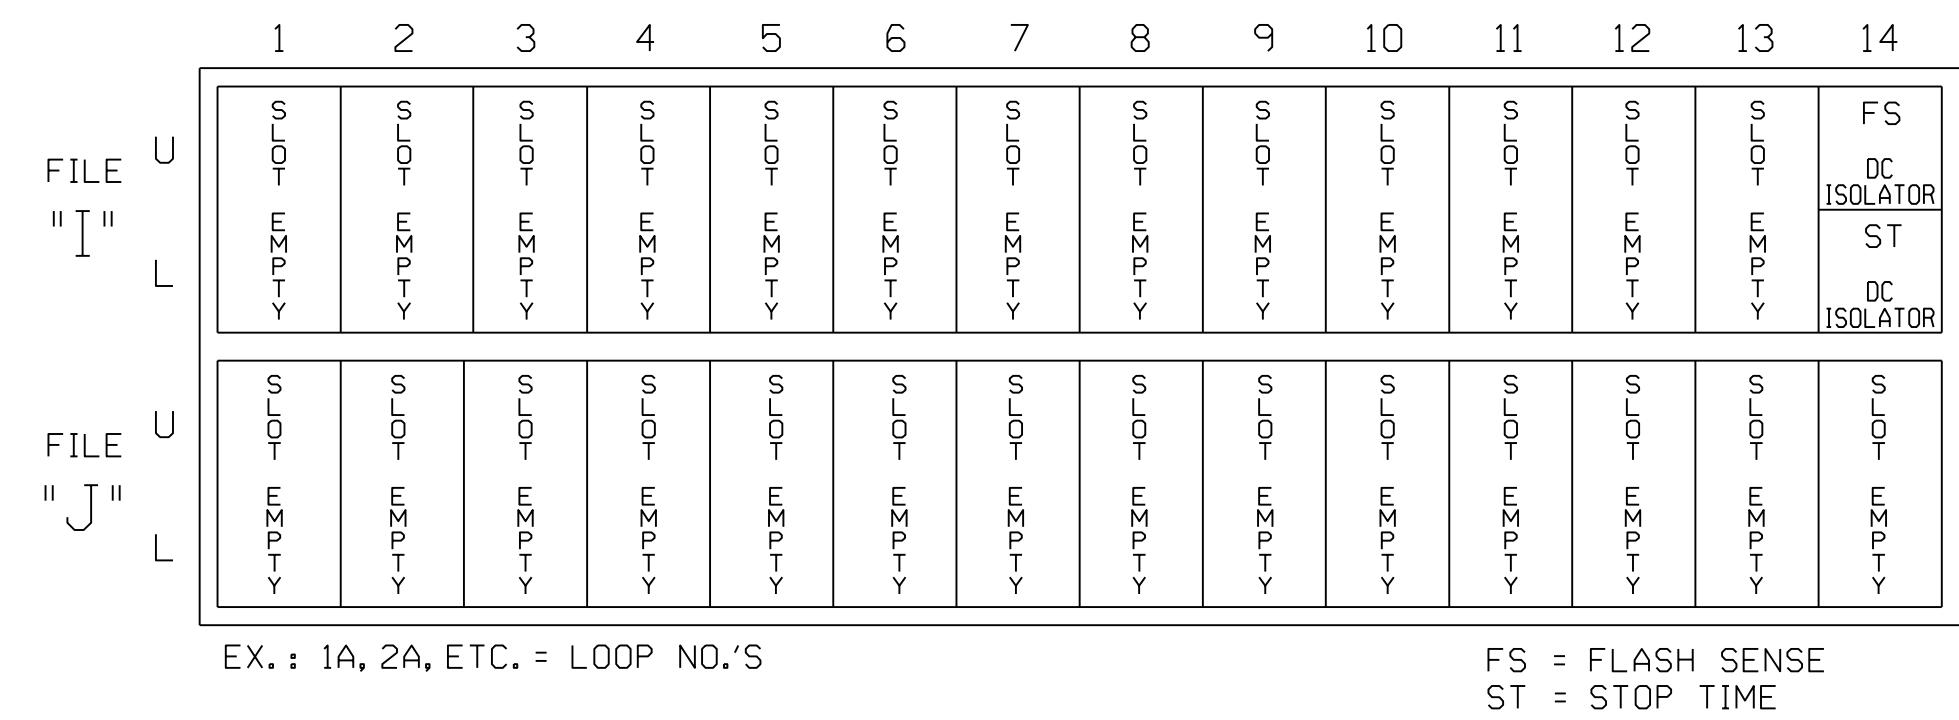 1 2 3 4 5 6 7 8 9 10 11 12 13 14
FILE "I"
U
L
SLOT EMPTY
SLOT EMPTY
SLOT EMPTY
SLOT EMPTY
SLOT EMPTY
SLOT EMPTY
SLOT EMPTY
SLOT EMPTY
SLOT EMPTY
SLOT EMPTY
SLOT EMPTY
SLOT EMPTY
SLOT EMPTY
FS
DC
ISOLATOR
ST
DC
ISOLATOR
FILE "J"
U
L
SLOT EMPTY
SLOT EMPTY
SLOT EMPTY
SLOT EMPTY
SLOT EMPTY
SLOT EMPTY
SLOT EMPTY
SLOT EMPTY
SLOT EMPTY
SLOT EMPTY
SLOT EMPTY
SLOT EMPTY
SLOT EMPTY
SLOT EMPTY
EX.: 1A, 2A, ETC. = LOOP NO.'S
FS = FLASH SENSE
ST = STOP TIME